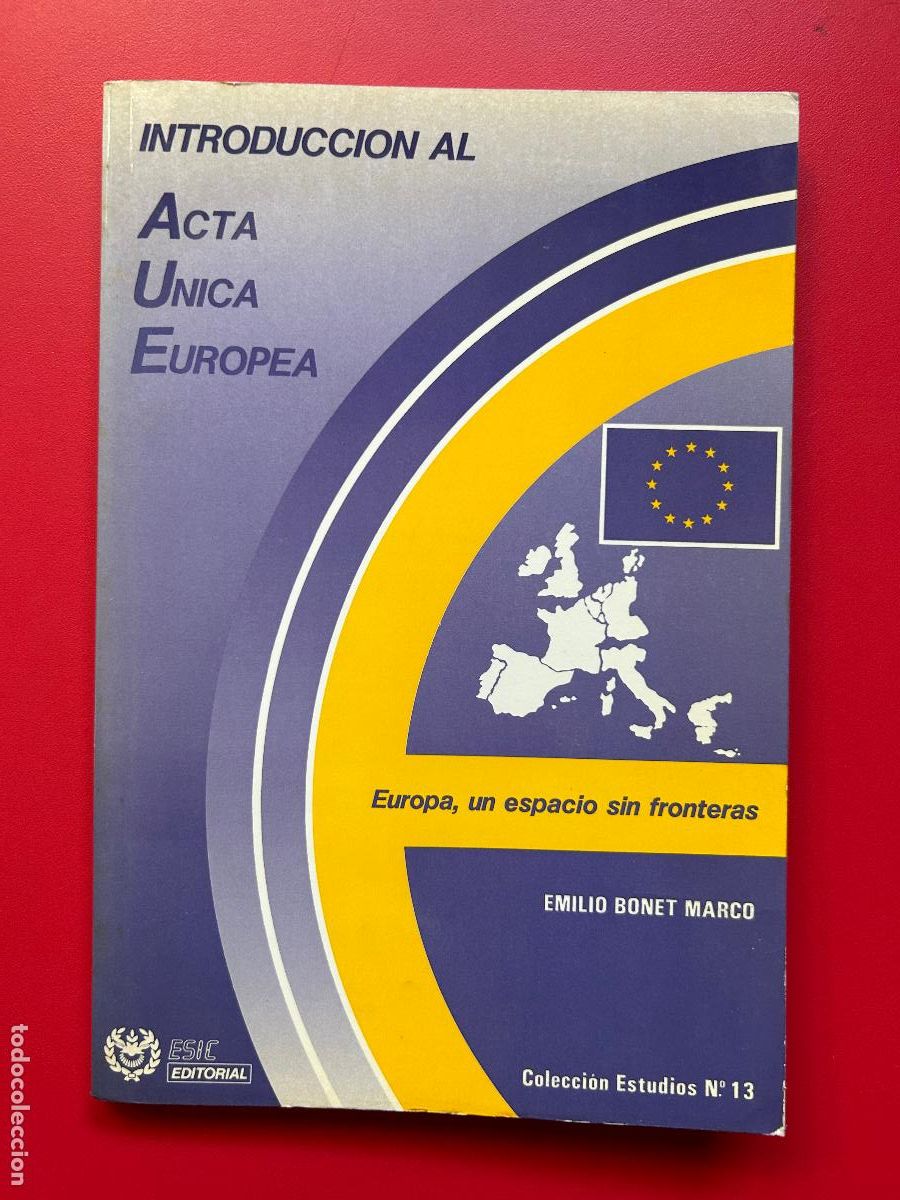 INTRODUCCION AL
ACTA
UNICA
EUROPEA
Europa, un espacio sin fronteras
EMILIO BONET MARCO
ESIC
EDITORIAL
Colección Estudios N.º 13
todocoleccion